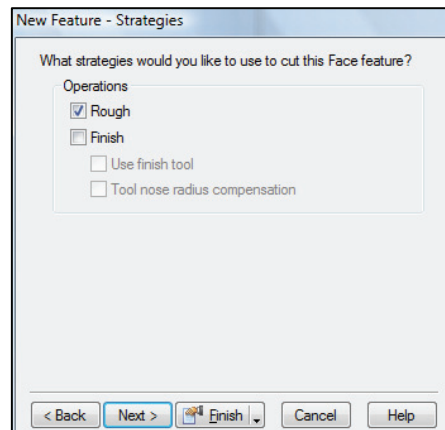 New Feature - Strategies
What strategies would you like to use to cut this Face feature?
Operations
Rough
Finish
Use finish tool
Tool nose radius compensation
< Back Next > Finish Cancel Help